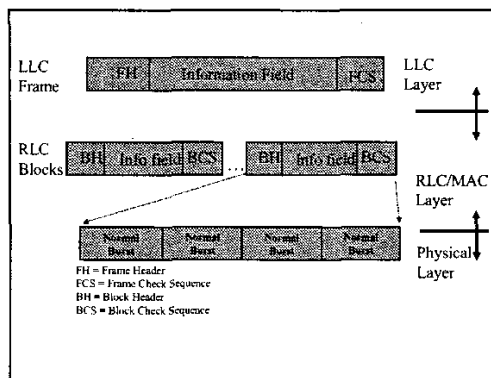 LLC Frame
FH Information Field FCS
LLC Layer
RLC Blocks
BH Info field BCS ... BH Info field BCS
RLC/MAC Layer
Normal Burst Normal Burst Normal Burst Normal Burst
Physical Layer
FH = Frame Header
FCS = Frame Check Sequence
BH = Block Header
BCS = Block Check Sequence